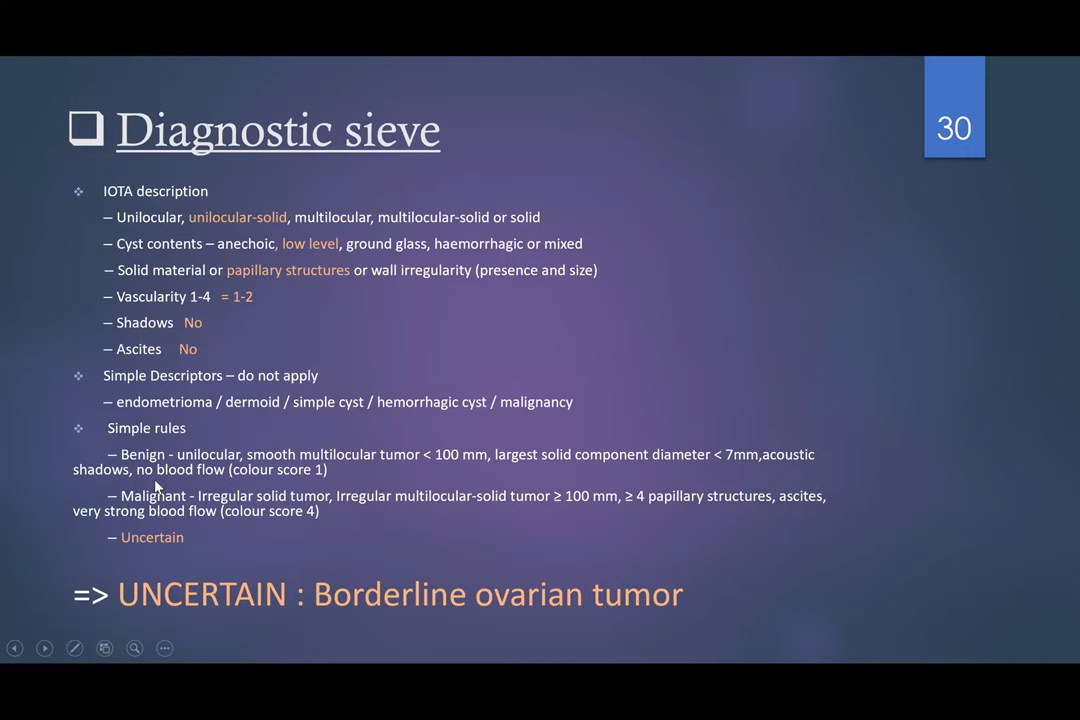 Diagnostic sieve
30
IOTA description
– Unilocular, unilocular-solid, multilocular, multilocular-solid or solid
– Cyst contents – anechoic, low level, ground glass, haemorrhagic or mixed
– Solid material or papillary structures or wall irregularity (presence and size)
– Vascularity 1-4 = 1-2
– Shadows No
– Ascites No
Simple Descriptors – do not apply
– endometrioma / dermoid / simple cyst / hemorrhagic cyst / malignancy
Simple rules
– Benign - unilocular, smooth multilocular tumor < 100 mm, largest solid component diameter < 7mm,acoustic
shadows, no blood flow (colour score 1)
– Malignant - Irregular solid tumor, Irregular multilocular-solid tumor ≥ 100 mm, ≥ 4 papillary structures, ascites,
very strong blood flow (colour score 4)
– Uncertain
=> UNCERTAIN : Borderline ovarian tumor